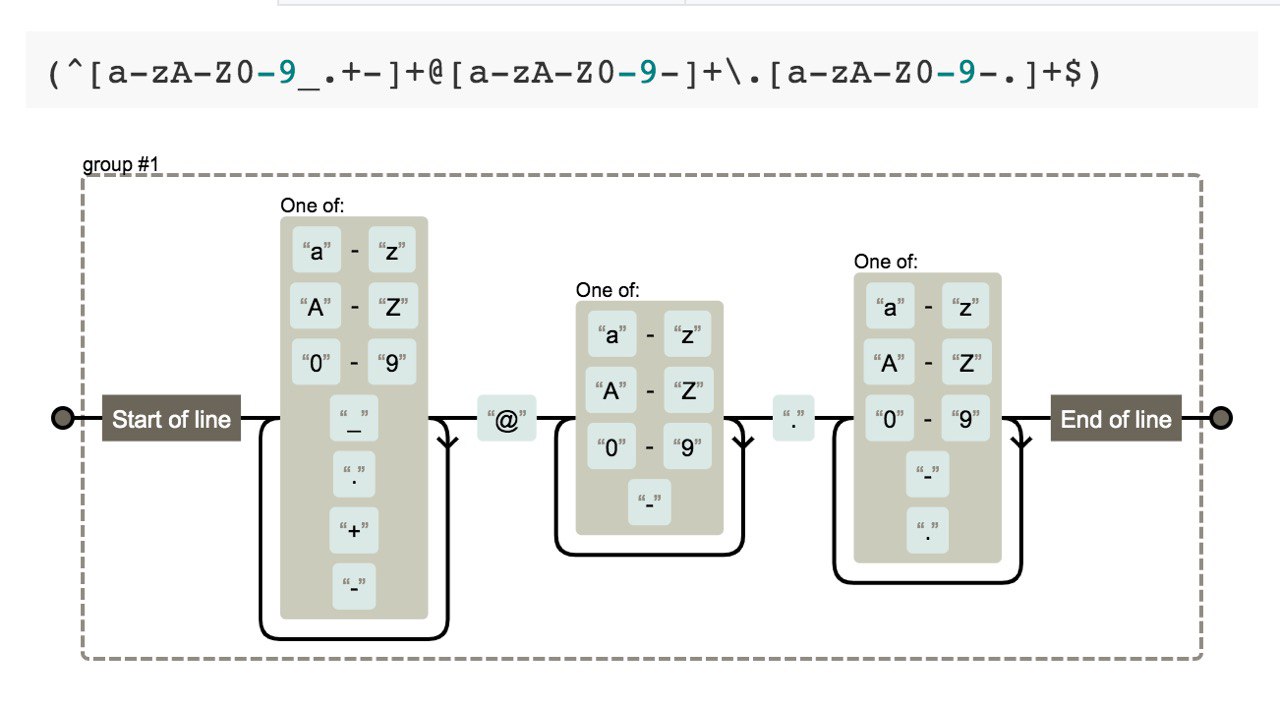 (^[a-zA-Z0-9_.+-]+@[a-zA-Z0-9-]+\.[a-zA-Z0-9-.]+$)
group #1
One of:
“a” - “z”
“A” - “Z”
“0” - “9”
“_”
“.”
“+”
“-”
One of:
“a” - “z”
“A” - “Z”
“0” - “9”
“-”
One of:
“a” - “z”
“A” - “Z”
“0” - “9”
“-”
“.”
Start of line
“@”
“.”
End of line